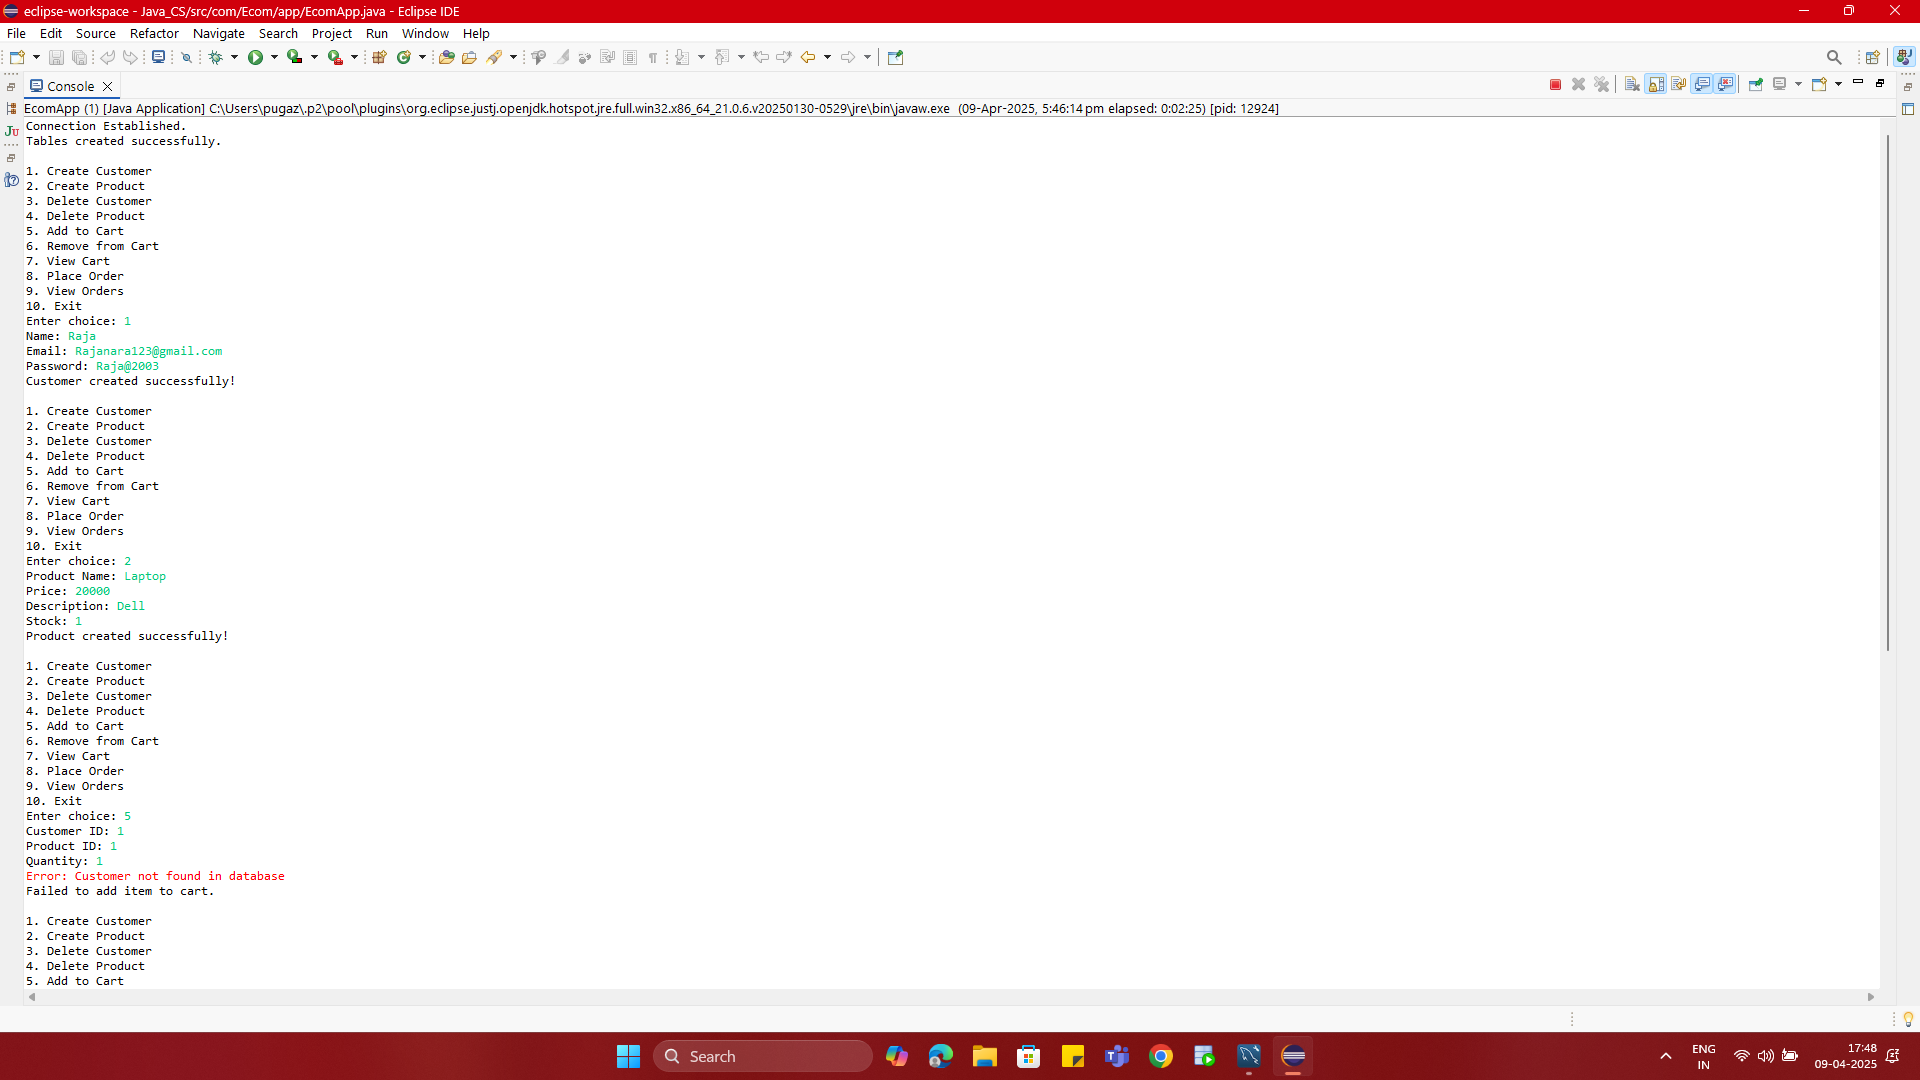 eclipse-workspace - Java_CS/src/com/Ecom/app/EcomApp.java - Eclipse IDE
File Edit Source Refactor Navigate Search Project Run Window Help
Console
EcomApp (1) [Java Application] C:\Users\pugaz\.p2\pool\plugins\org.eclipse.justj.openjdk.hotspot.jre.full.win32.x86_64_21.0.6.v20250130-0529\jre\bin\javaw.exe (09-Apr-2025, 5:46:14 pm elapsed: 0:02:25) [pid: 12924]
Connection Established.
Tables created successfully.
1. Create Customer
2. Create Product
3. Delete Customer
4. Delete Product
5. Add to Cart
6. Remove from Cart
7. View Cart
8. Place Order
9. View Orders
10. Exit
Enter choice: 1
Name: Raja
Email: Rajanara123@gmail.com
Password: Raja@2003
Customer created successfully!
1. Create Customer
2. Create Product
3. Delete Customer
4. Delete Product
5. Add to Cart
6. Remove from Cart
7. View Cart
8. Place Order
9. View Orders
10. Exit
Enter choice: 2
Product Name: Laptop
Price: 20000
Description: Dell
Stock: 1
Product created successfully!
1. Create Customer
2. Create Product
3. Delete Customer
4. Delete Product
5. Add to Cart
6. Remove from Cart
7. View Cart
8. Place Order
9. View Orders
10. Exit
Enter choice: 5
Customer ID: 1
Product ID: 1
Quantity: 1
Error: Customer not found in database
Failed to add item to cart.
1. Create Customer
2. Create Product
3. Delete Customer
4. Delete Product
5. Add to Cart
Search
ENG
IN
17:48
09-04-2025